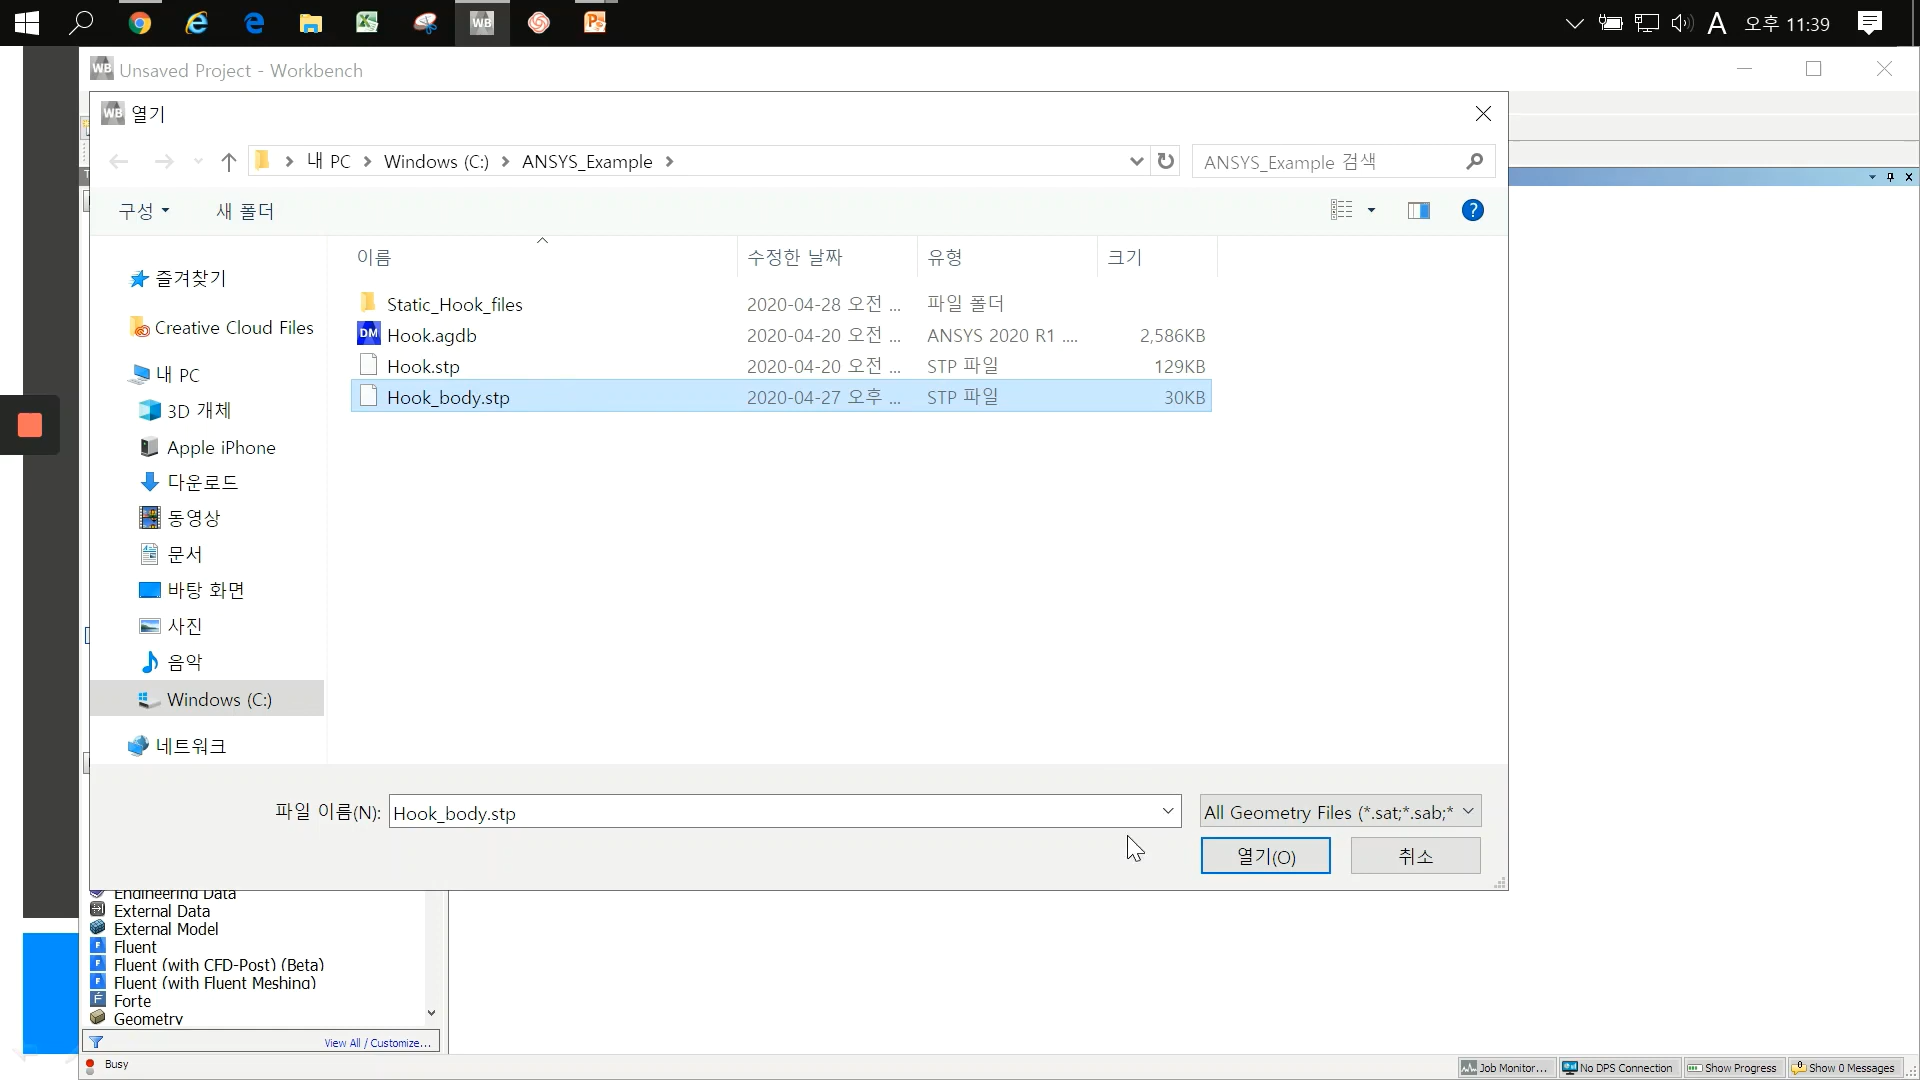 WB
A 오후 11:39
WB Unsaved Project - Workbench
WB 열기
내 PC Windows (C:) ANSYS_Example
ANSYS_Example 검색
구성 새 폴더
이름 수정한 날짜 유형 크기
즐겨찾기
Creative Cloud Files
내 PC
3D 개체
Apple iPhone
다운로드
동영상
문서
바탕 화면
사진
음악
Windows (C:)
네트워크
Static_Hook_files 2020-04-28 오전 ... 파일 폴더
DM Hook.agdb 2020-04-20 오전 ... ANSYS 2020 R1 .... 2,586KB
Hook.stp 2020-04-20 오전 ... STP 파일 129KB
Hook_body.stp 2020-04-27 오후 ... STP 파일 30KB
파일 이름(N): Hook_body.stp All Geometry Files (*.sat;*.sab;*
열기(O) 취소
Engineering Data
External Data
External Model
Fluent
Fluent (with CFD-Post) (Beta)
Fluent (with Fluent Meshing)
Forte
Geometry
View All / Customize...
Busy
Job Monitor... No DPS Connection Show Progress Show 0 Messages